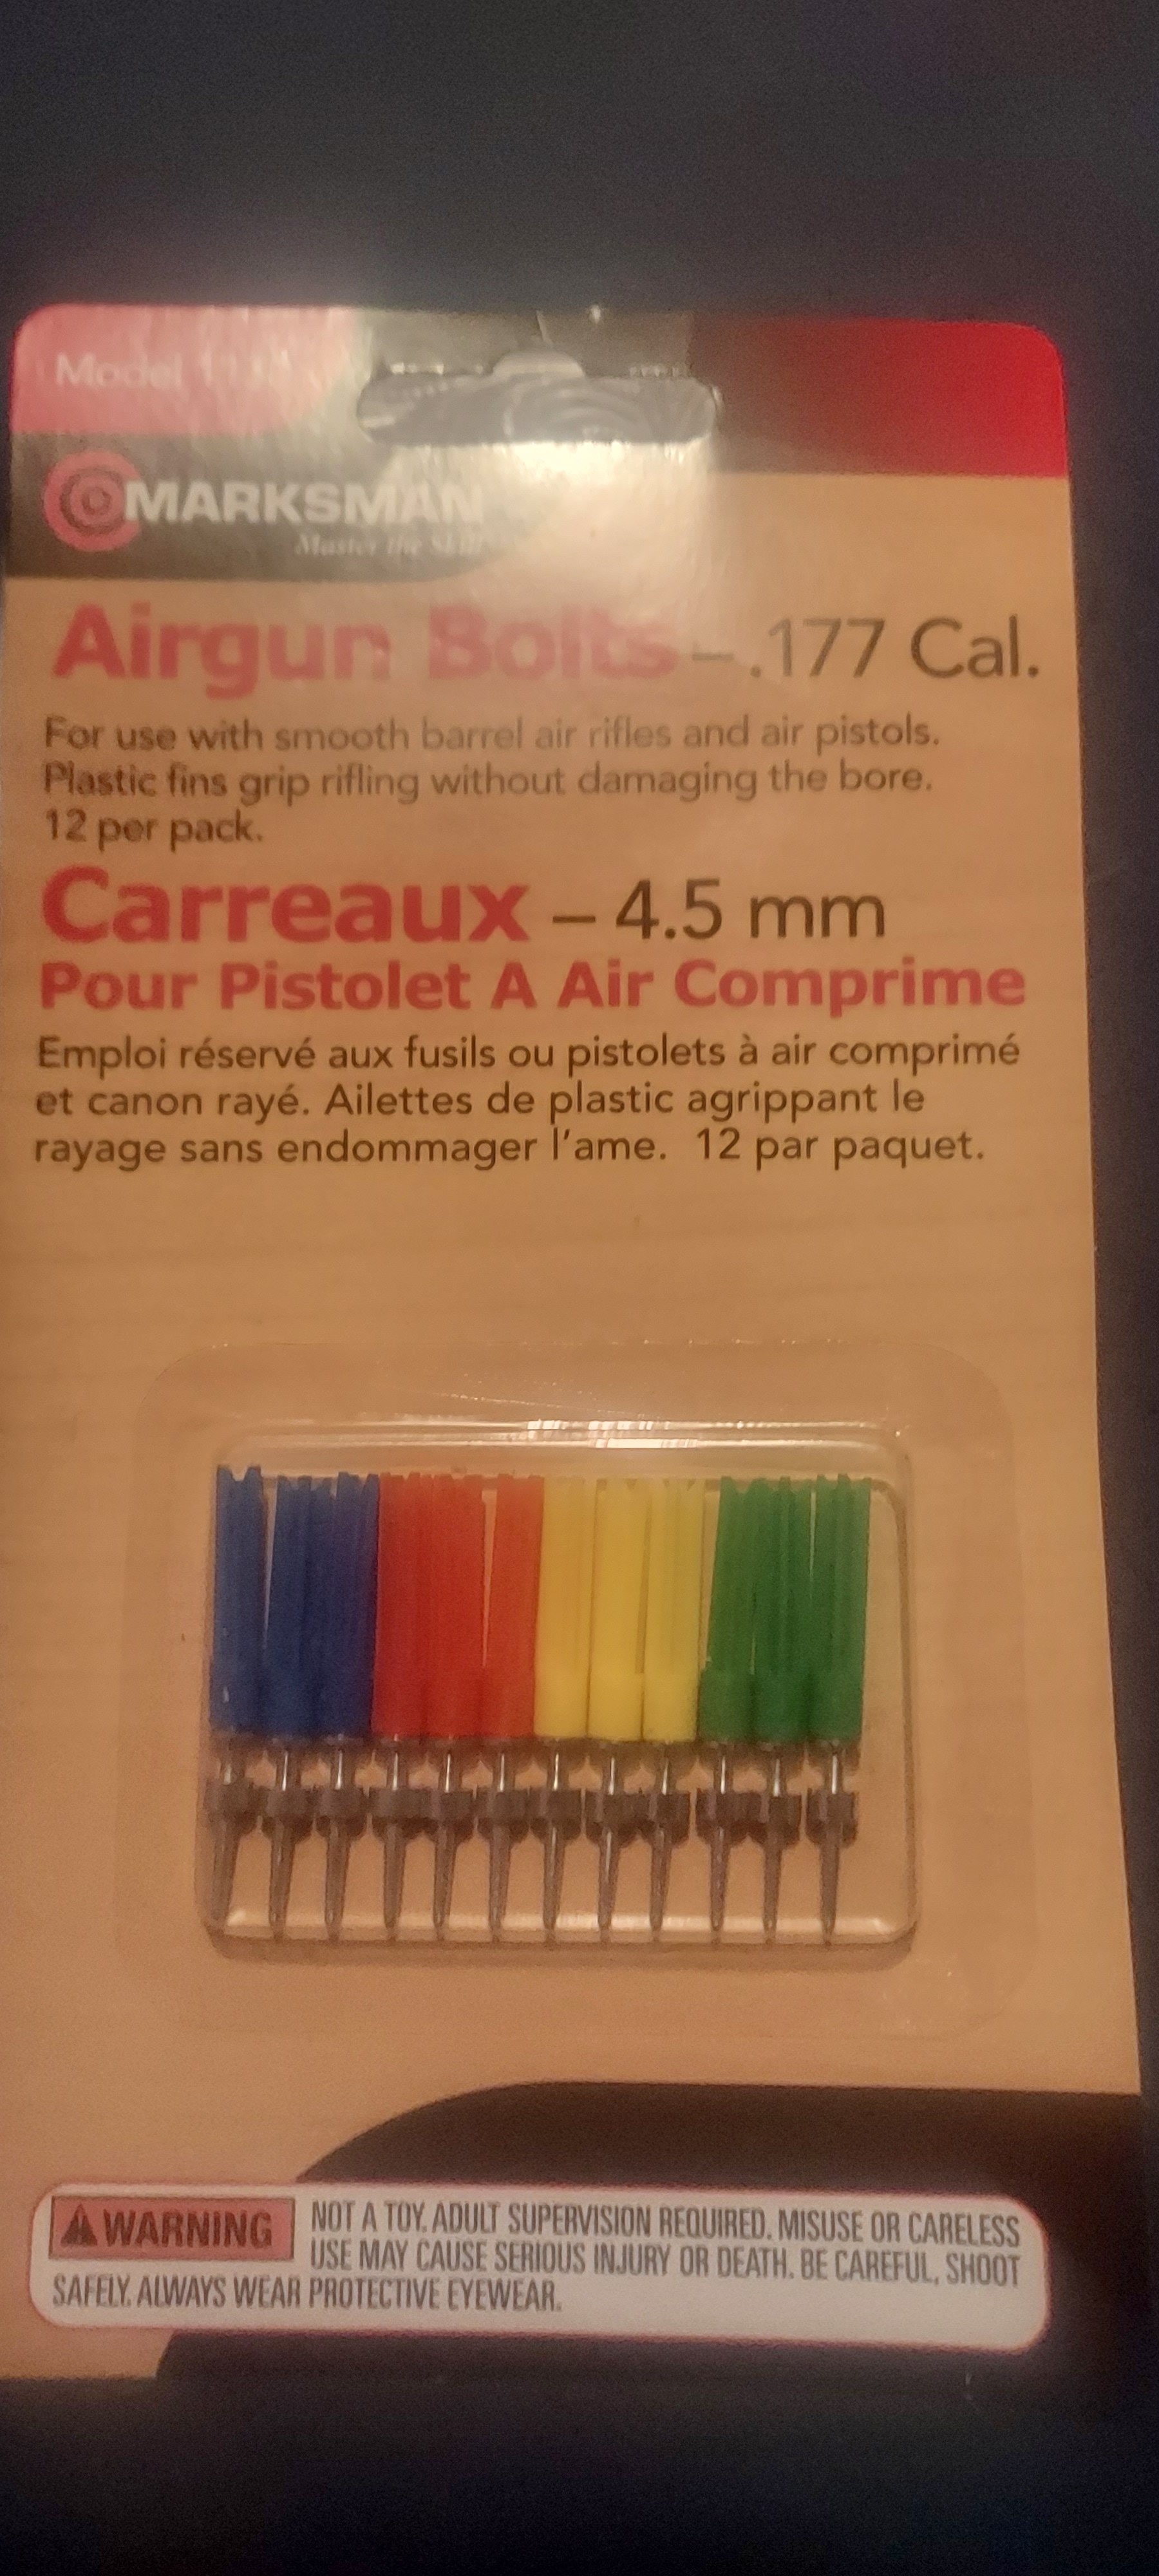 Model
MARKSMAN
Master the Skill
Airgun Bolts – .177 Cal.
For use with smooth barrel air rifles and air pistols.
Plastic fins grip rifling without damaging the bore.
12 per pack.
Carreaux – 4.5 mm
Pour Pistolet A Air Comprime
Emploi réservé aux fusils ou pistolets à air comprimé
et canon rayé. Ailettes de plastic agrippant le
rayage sans endommager l'ame. 12 par paquet.
WARNING NOT A TOY. ADULT SUPERVISION REQUIRED. MISUSE OR CARELESS
USE MAY CAUSE SERIOUS INJURY OR DEATH. BE CAREFUL, SHOOT
SAFELY. ALWAYS WEAR PROTECTIVE EYEWEAR.